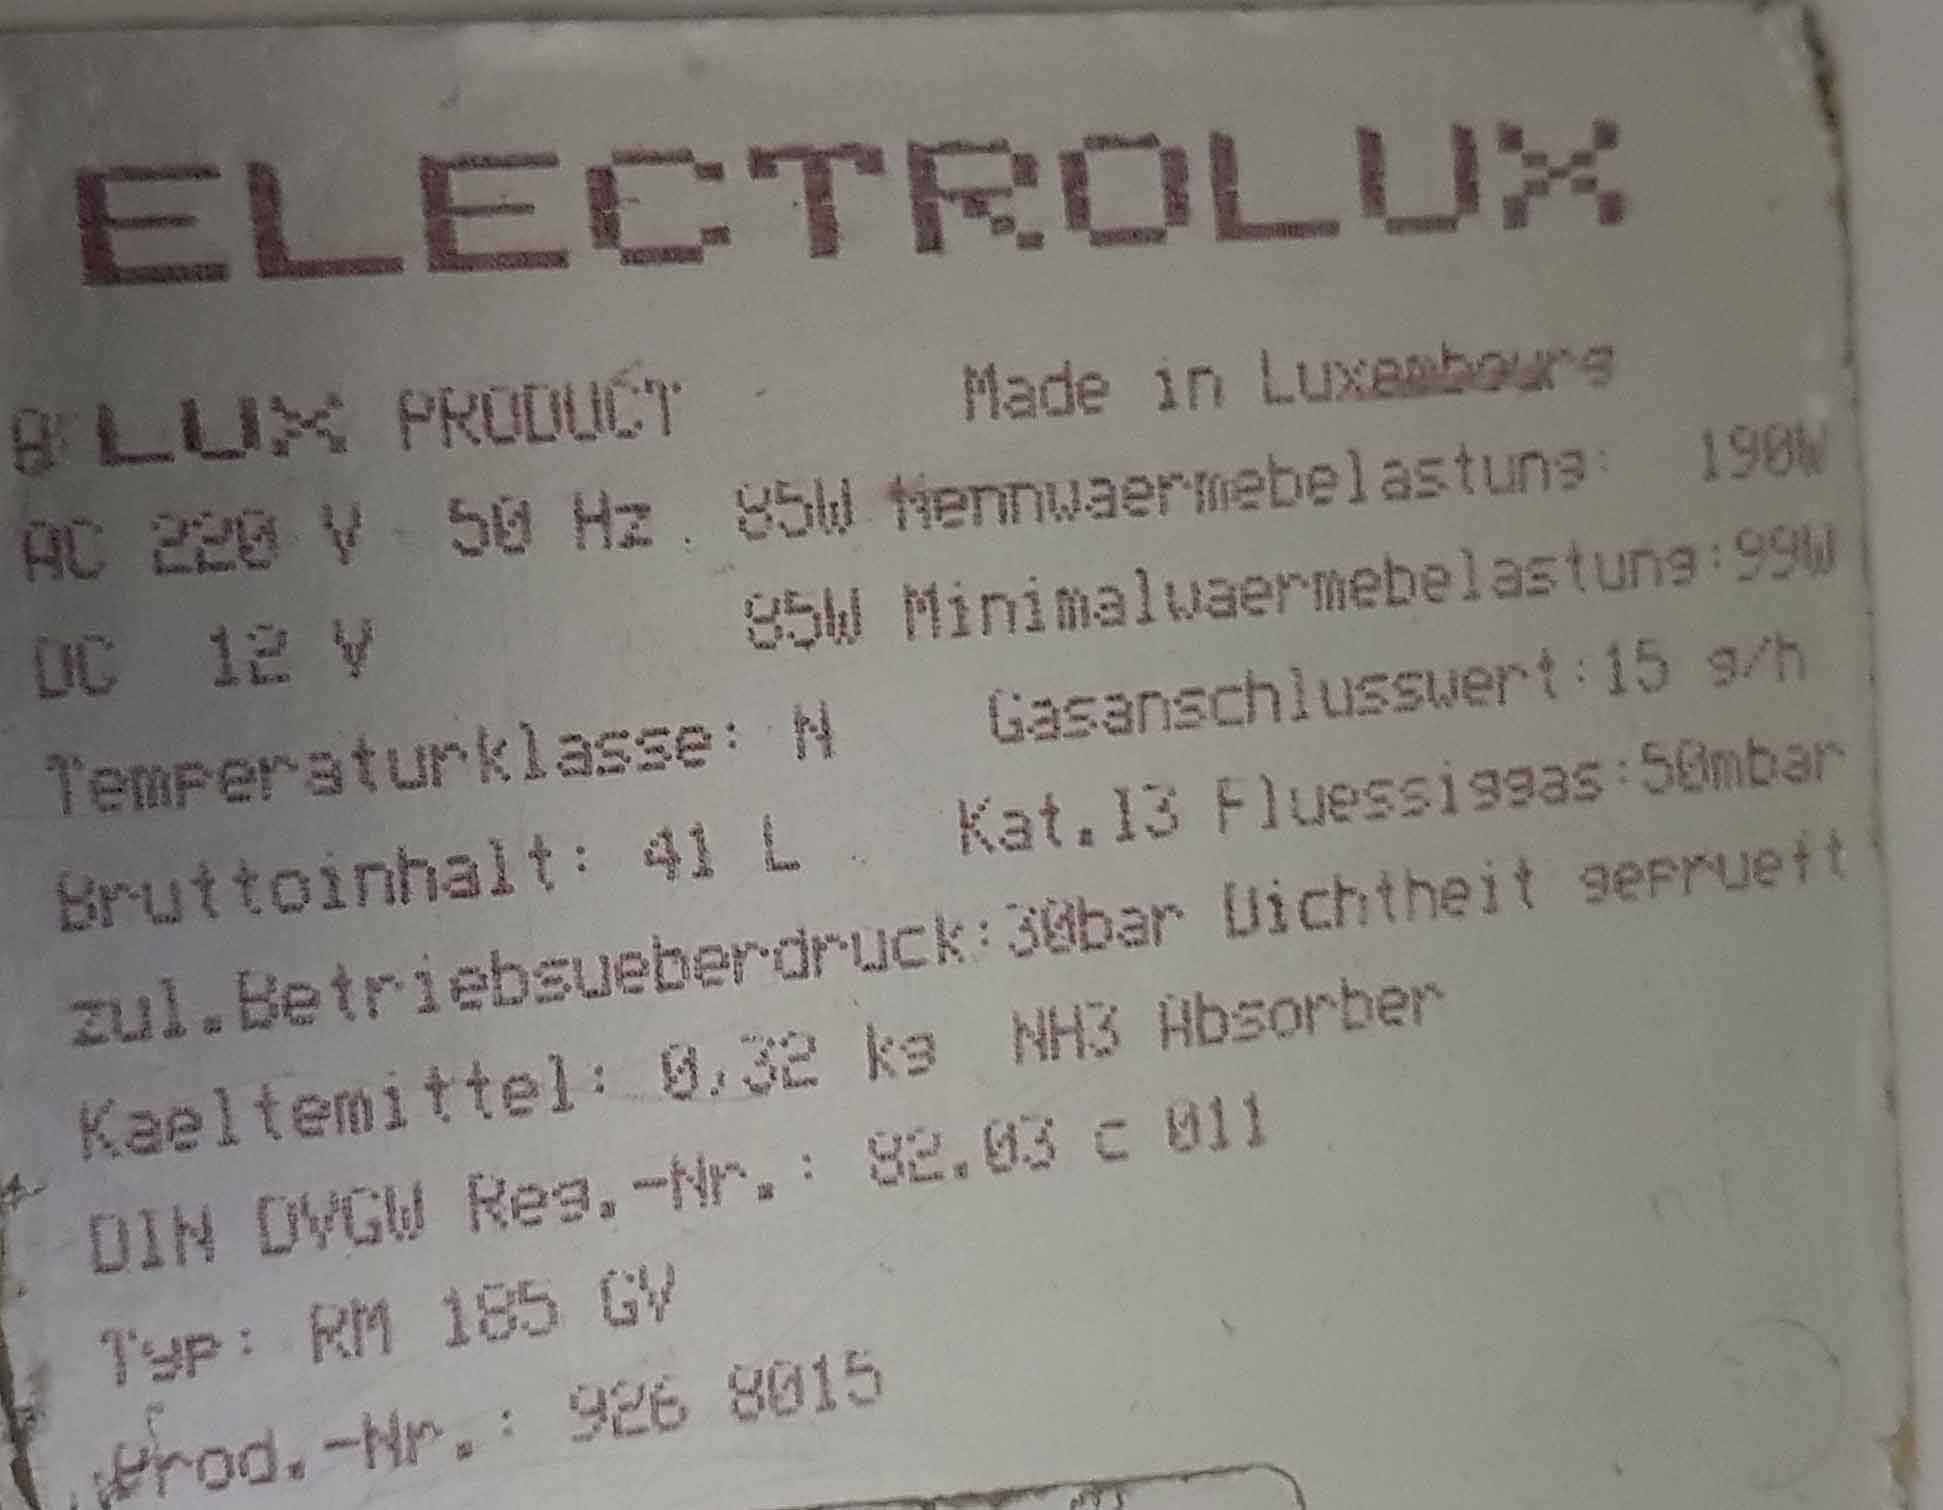 ELECTROLUX
A LUX PRODUCT Made in Luxembourg
AC 220 V 50 Hz. 85W Nennwaermebelastung: 190W
DC 12 V 85W Minimalwaermebelastung:99W
Temperaturklasse: N Gasanschlusswert:15 g/h
Bruttoinhalt: 41 L Kat.I3 Fluessiggas:50mbar
zul.Betriebsueberdruck:30bar Dichtheit geprueft
Kaeltemittel: 0,32 kg NH3 Absorber
DIN DVGW Reg.-Nr.: 82.03 c 011
Typ: RM 185 GV
Prod.-Nr.: 926 8015